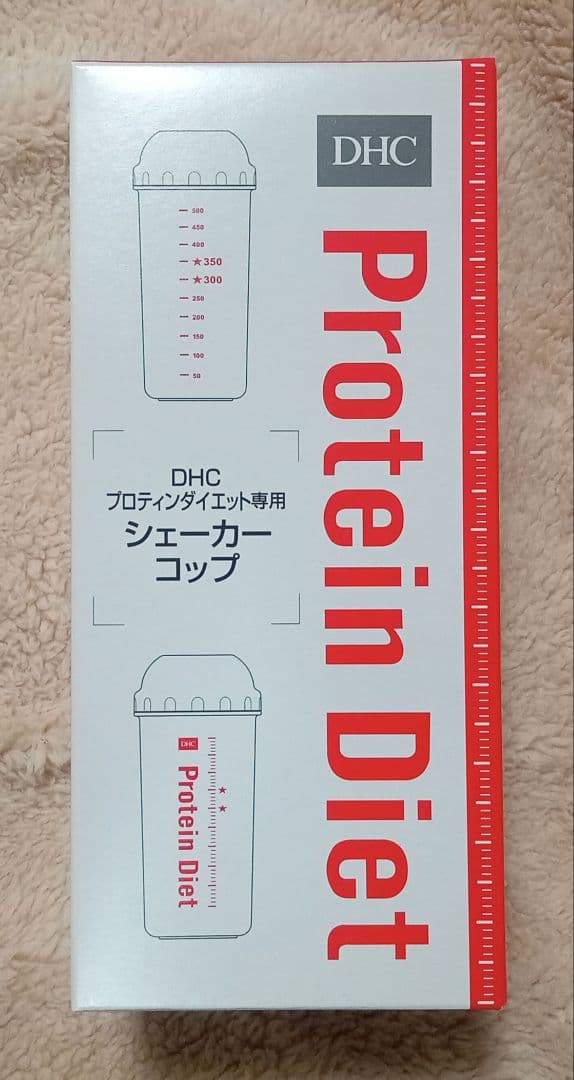 DHC
Protein Diet
500
450
400
★350
★300
250
200
150
100
50
DHC
プロティンダイエット専用
シェーカー
コップ
DHC
Protein Diet
★
★